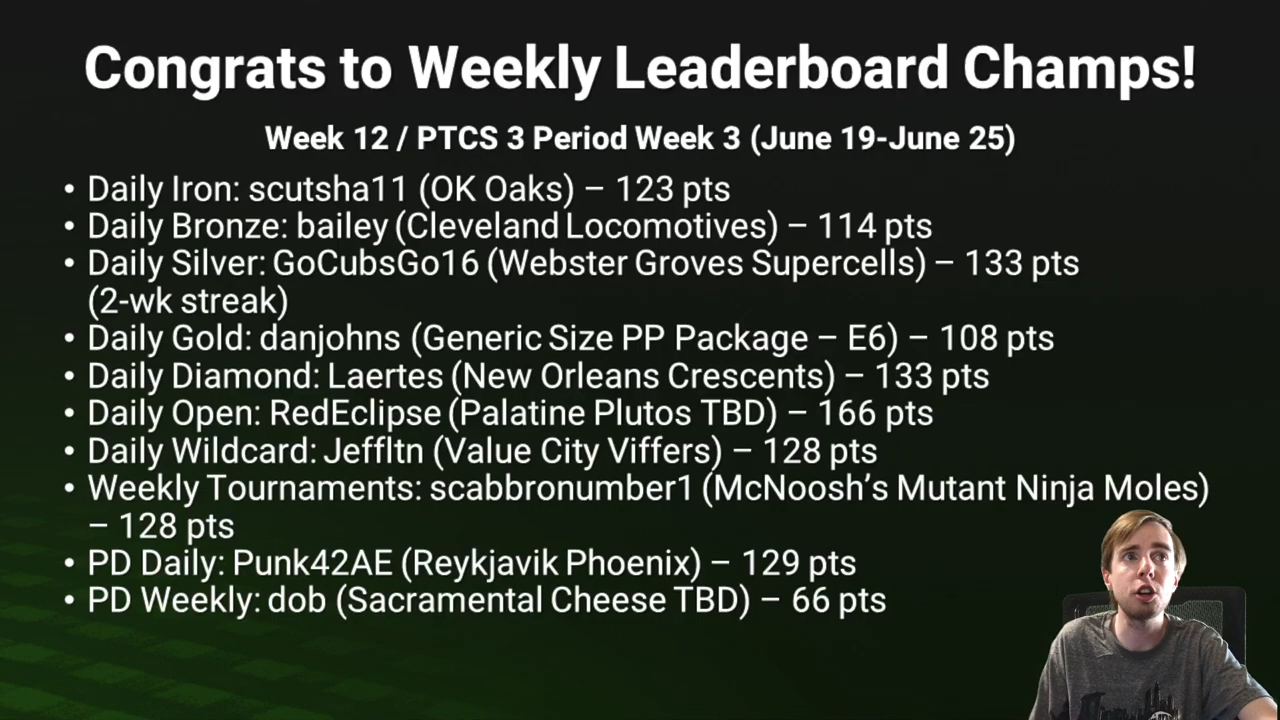 Congrats to Weekly Leaderboard Champs!
Week 12 / PTCS 3 Period Week 3 (June 19-June 25)
• Daily Iron: scutsha11 (OK Oaks) – 123 pts
• Daily Bronze: bailey (Cleveland Locomotives) – 114 pts
• Daily Silver: GoCubsGo16 (Webster Groves Supercells) – 133 pts
(2-wk streak)
• Daily Gold: danjohns (Generic Size PP Package – E6) – 108 pts
• Daily Diamond: Laertes (New Orleans Crescents) – 133 pts
• Daily Open: RedEclipse (Palatine Plutos TBD) – 166 pts
• Daily Wildcard: Jeffltn (Value City Viffers) – 128 pts
• Weekly Tournaments: scabbronumber1 (McNoosh’s Mutant Ninja Moles)
– 128 pts
• PD Daily: Punk42AE (Reykjavik Phoenix) – 129 pts
• PD Weekly: dob (Sacramental Cheese TBD) – 66 pts